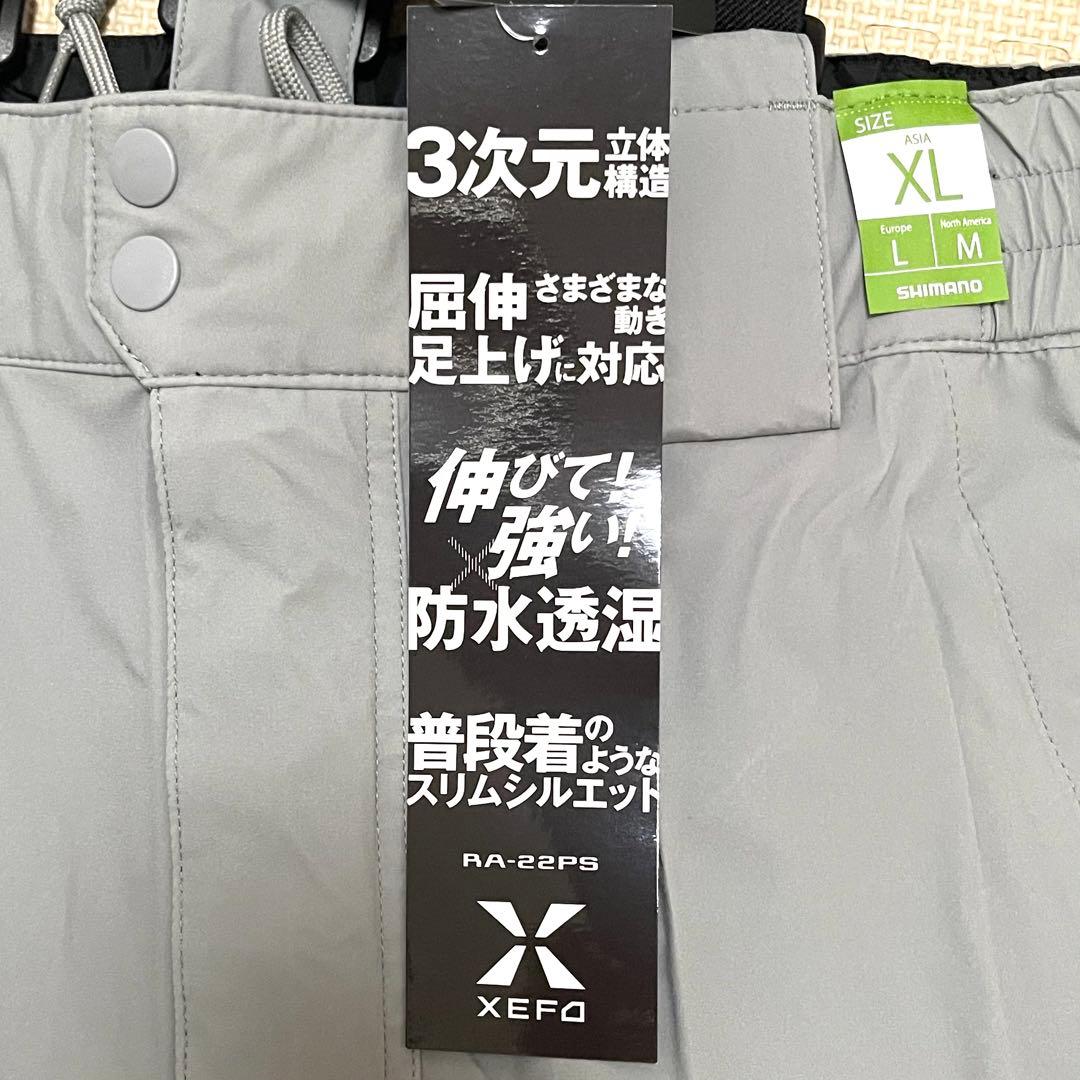 3次元立体構造
屈伸さまざまな動き
足上げに対応
伸びて!
×強い!
防水透湿
普段着のような
スリムシルエット
RA-22PS
XEFO
SIZE
ASIA
XL
Europe
L
North America
M
SHIMANO